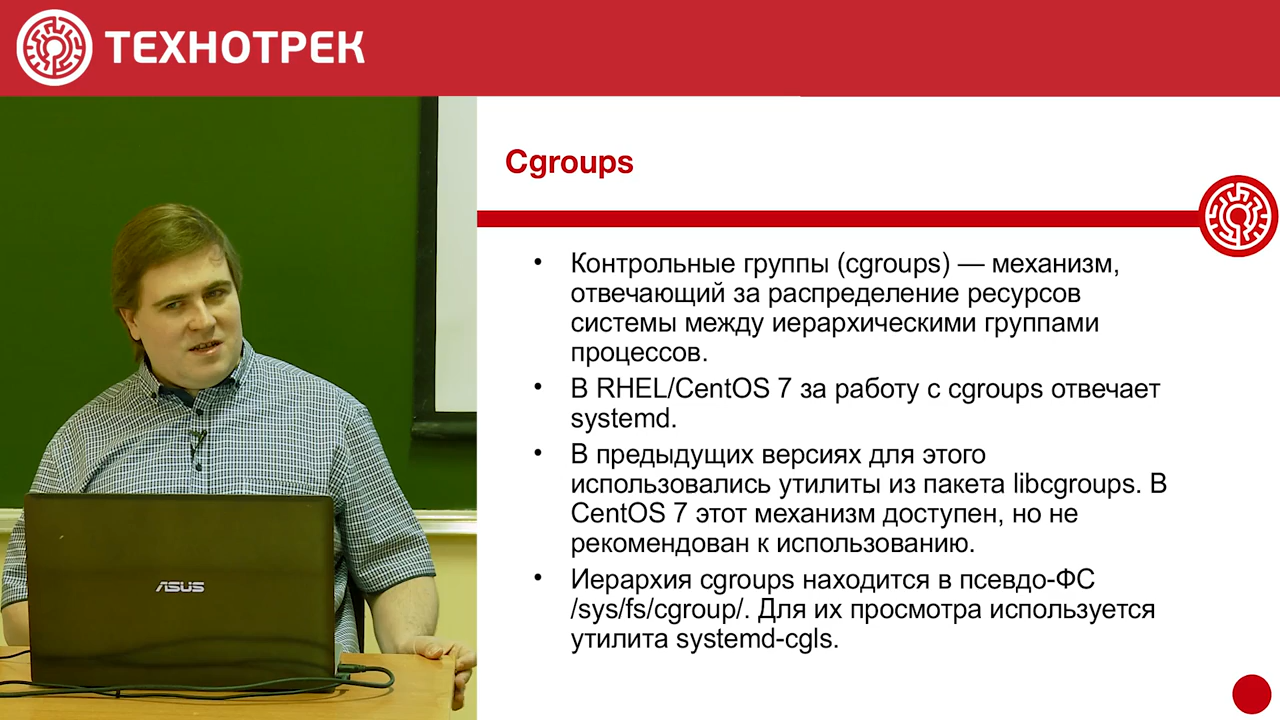 ТЕХНОТРЕК
Cgroups
• Контрольные группы (cgroups) — механизм,
отвечающий за распределение ресурсов
системы между иерархическими группами
процессов.
• В RHEL/CentOS 7 за работу с cgroups отвечает
systemd.
• В предыдущих версиях для этого
использовались утилиты из пакета libcgroups. В
CentOS 7 этот механизм доступен, но не
рекомендован к использованию.
• Иерархия cgroups находится в псевдо-ФС
/sys/fs/cgroup/. Для их просмотра используется
утилита systemd-cgls.
ASUS